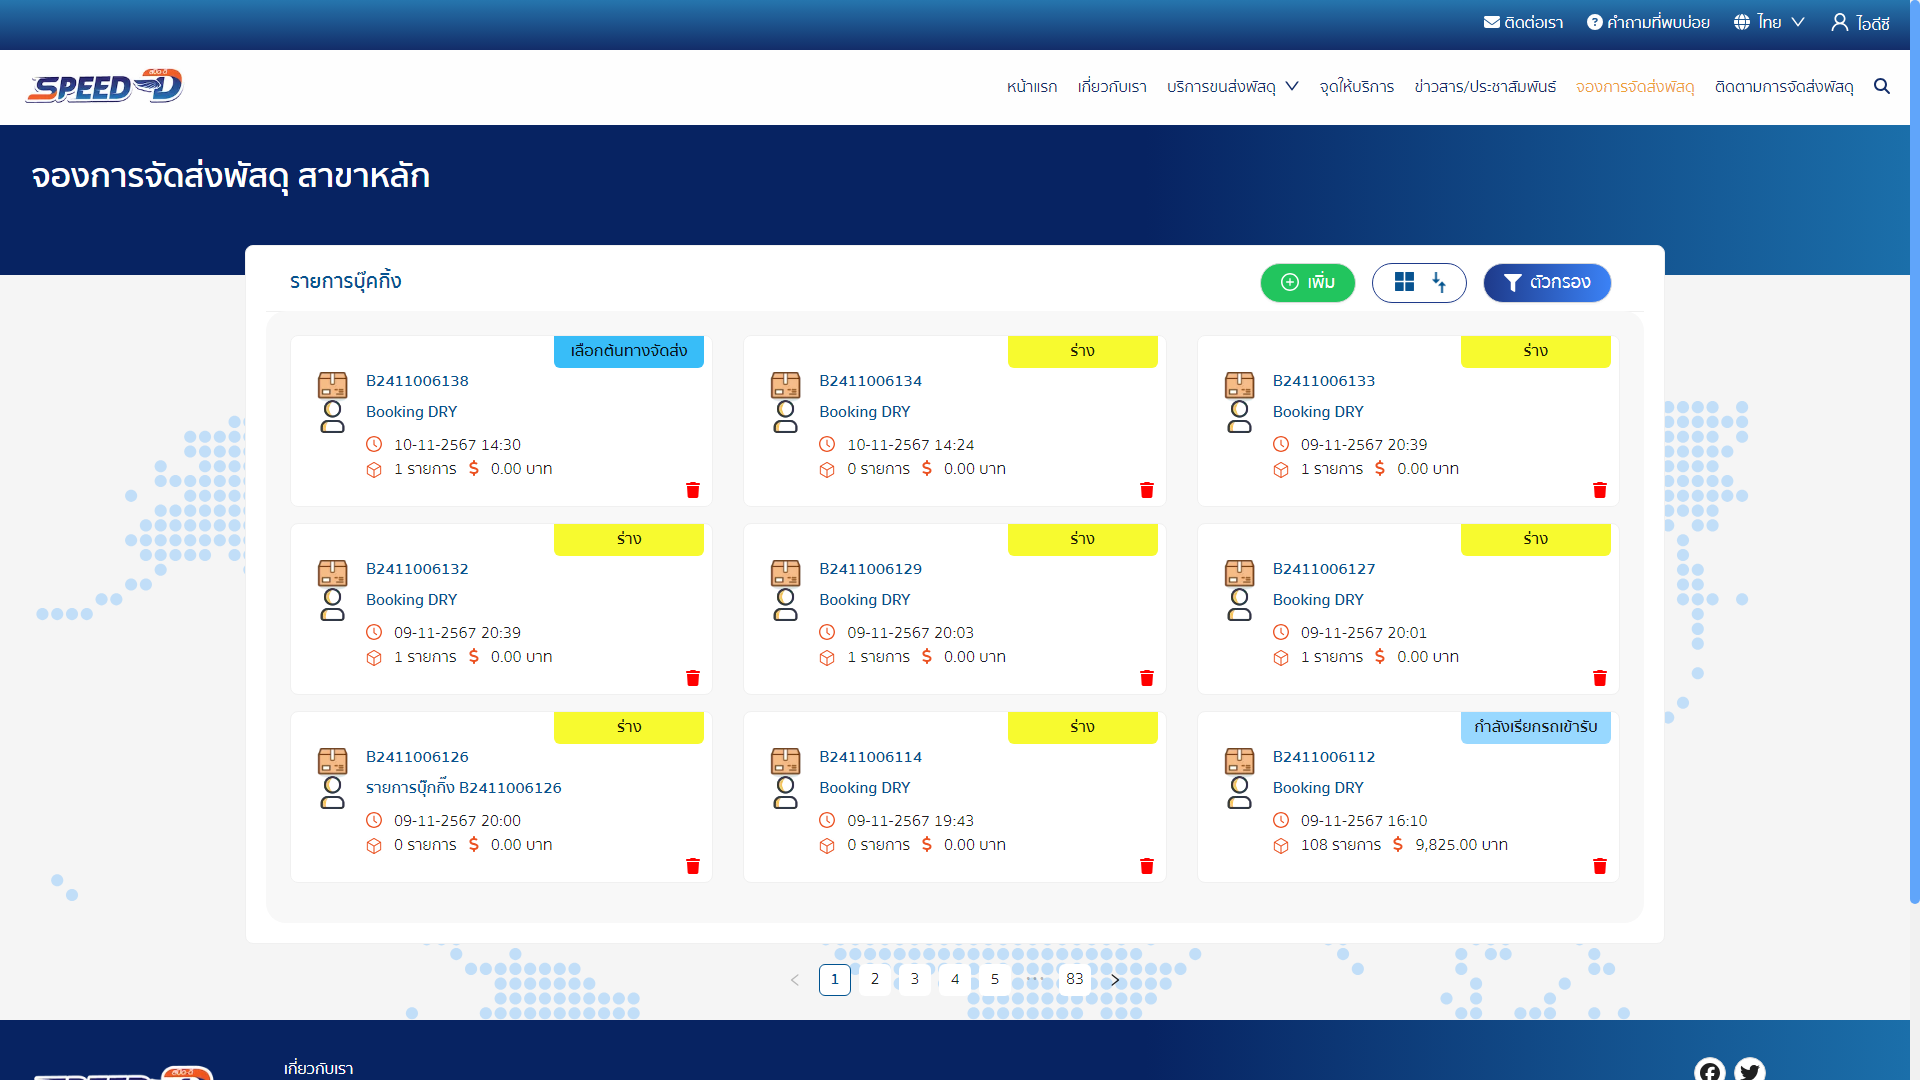 ติดต่อเรา คำถามที่พบบ่อย ไทย ไอดีซี
SPEED-D สปีด-ดี
หน้าแรก เกี่ยวกับเรา บริการขนส่งพัสดุ จุดให้บริการ ข่าวสาร/ประชาสัมพันธ์ จองการจัดส่งพัสดุ ติดตามการจัดส่งพัสดุ
จองการจัดส่งพัสดุ สาขาหลัก
รายการบุ๊คกิ้ง เพิ่ม ตัวกรอง
เลือกต้นทางจัดส่ง
B2411006138
Booking DRY
10-11-2567 14:30
1 รายการ $ 0.00 บาท
ร่าง
B2411006134
Booking DRY
10-11-2567 14:24
0 รายการ $ 0.00 บาท
ร่าง
B2411006133
Booking DRY
09-11-2567 20:39
1 รายการ $ 0.00 บาท
ร่าง
B2411006132
Booking DRY
09-11-2567 20:39
1 รายการ $ 0.00 บาท
ร่าง
B2411006129
Booking DRY
09-11-2567 20:03
1 รายการ $ 0.00 บาท
ร่าง
B2411006127
Booking DRY
09-11-2567 20:01
1 รายการ $ 0.00 บาท
ร่าง
B2411006126
รายการบุ๊กกิ๊ง B2411006126
09-11-2567 20:00
0 รายการ $ 0.00 บาท
ร่าง
B2411006114
Booking DRY
09-11-2567 19:43
0 รายการ $ 0.00 บาท
กำลังเรียกรถเข้ารับ
B2411006112
Booking DRY
09-11-2567 16:10
108 รายการ $ 9,825.00 บาท
< 1 2 3 4 5 ••• 83 >
เกี่ยวกับเรา